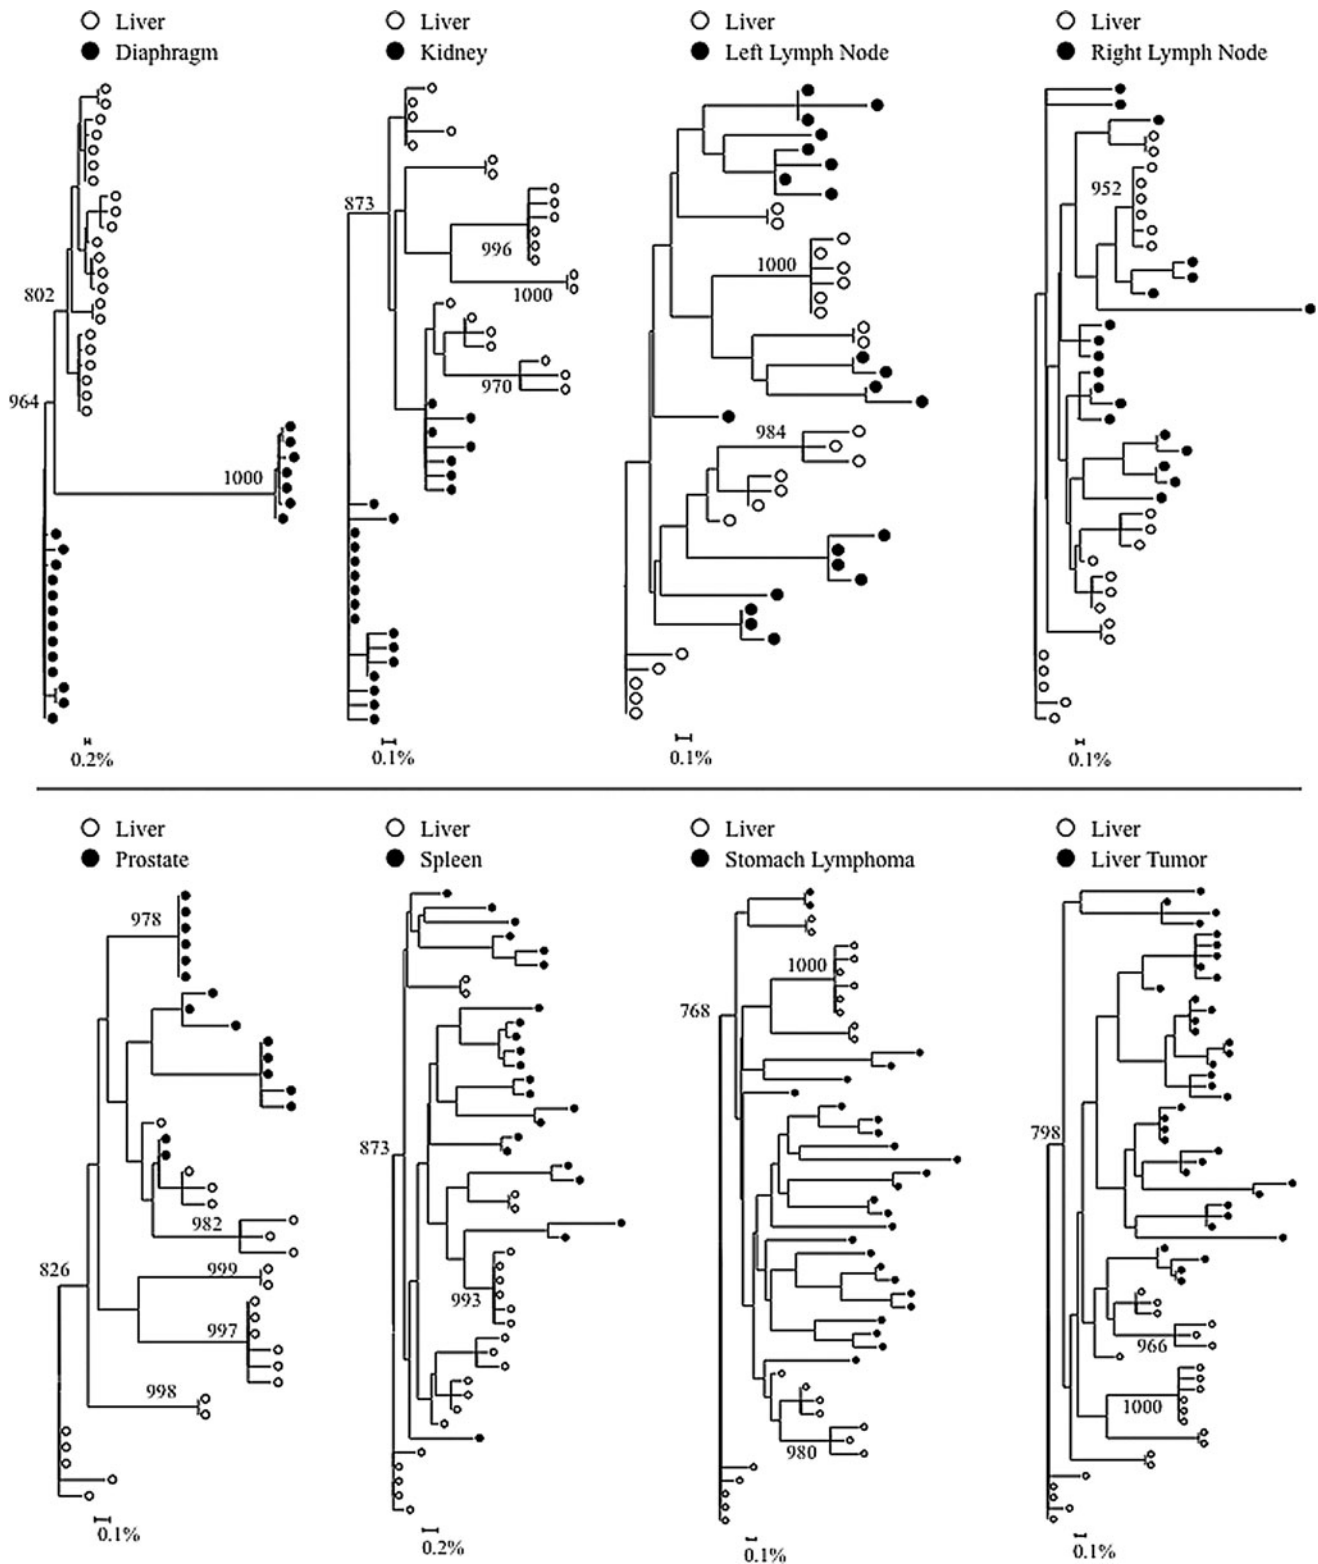 Liver
Diaphragm
802
964
1000
0.2%
Liver
Kidney
873
996
1000
970
0.1%
Liver
Left Lymph Node
1000
984
0.1%
Liver
Right Lymph Node
952
0.1%
Liver
Prostate
978
982
826
999
997
998
0.1%
Liver
Spleen
873
993
0.2%
Liver
Stomach Lymphoma
1000
768
980
0.1%
Liver
Liver Tumor
798
966
1000
0.1%